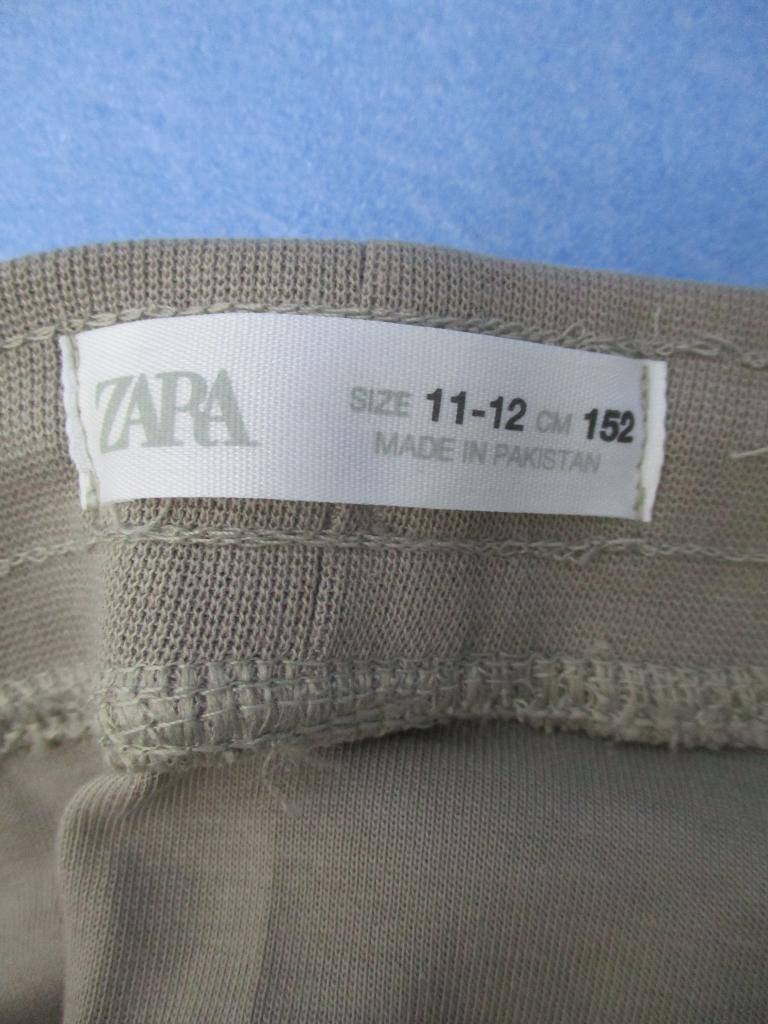 ZARA
SIZE 11-12 CM 152
MADE IN PAKISTAN